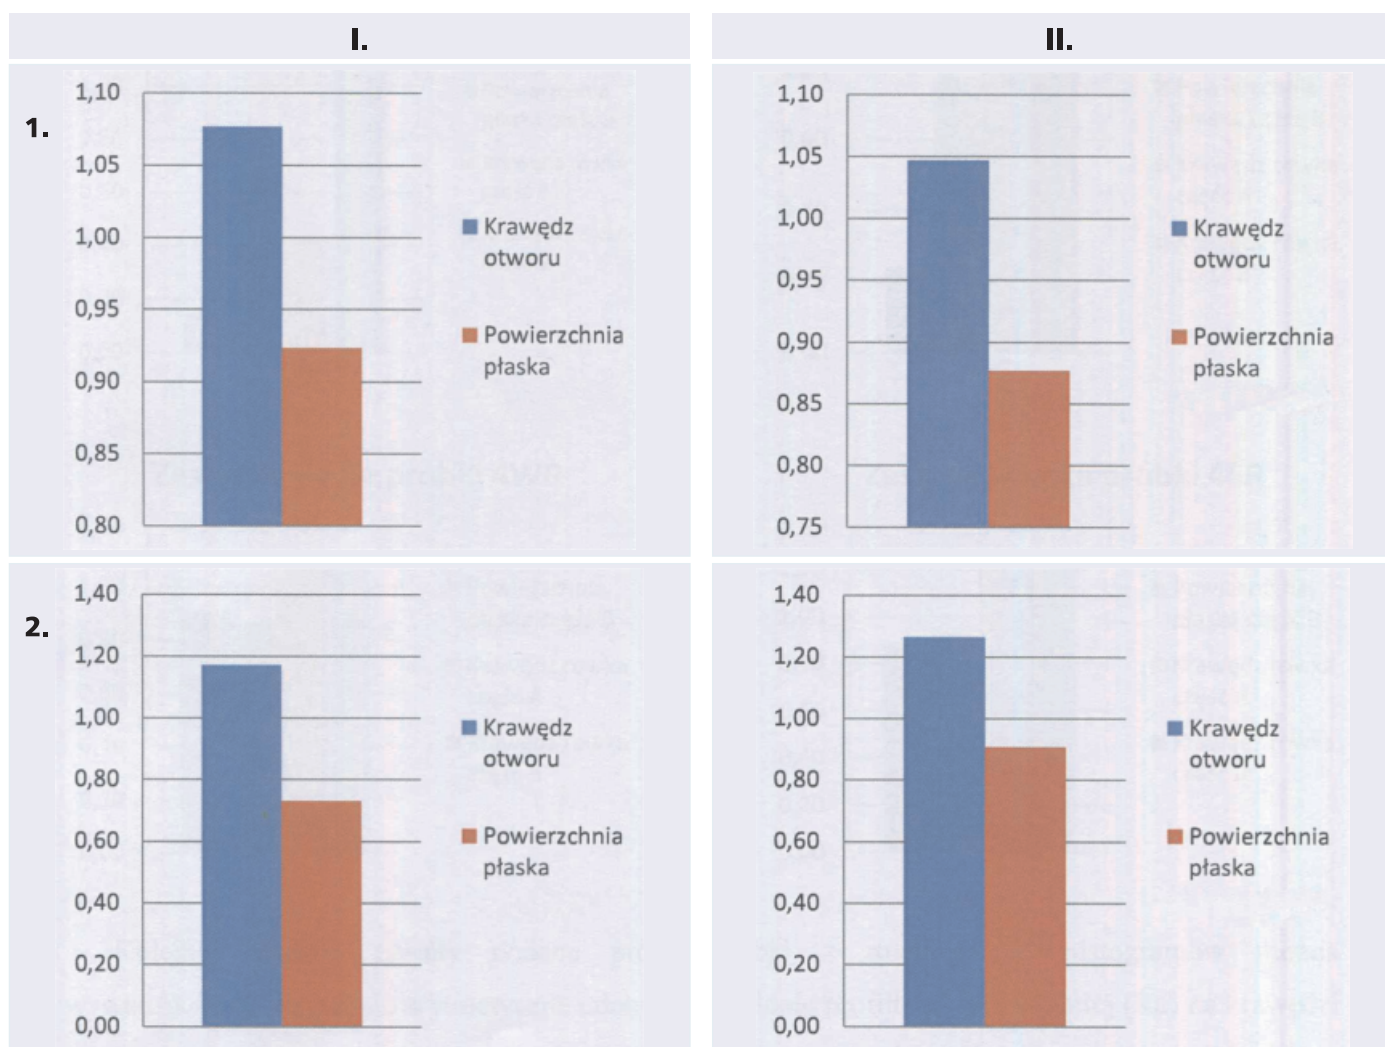 I.
II.
1.
1,10
1,05
1,00
0,95
0,90
0,85
0,80
Krawędz
otworu
Powierzchnia
płaska
1,10
1,05
1,00
0,95
0,90
0,85
0,80
0,75
Krawędz
otworu
Powierzchnia
płaska
2.
1,40
1,20
1,00
0,80
0,60
0,40
0,20
0,00
Krawędz
otworu
Powierzchnia
płaska
1,40
1,20
1,00
0,80
0,60
0,40
0,20
0,00
Krawędz
otworu
Powierzchnia
płaska